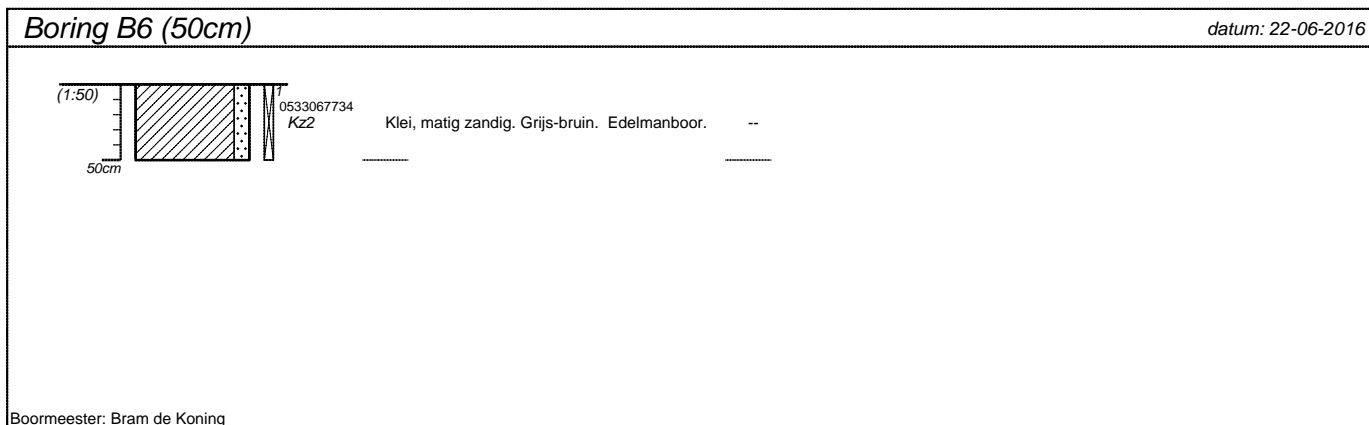 Boring B6 (50cm)
datum: 22-06-2016
(1:50)
1
0533067734
Kz2
Klei, matig zandig. Grijs-bruin.  Edelmanboor.
--
50cm
Boormeester: Bram de Koning